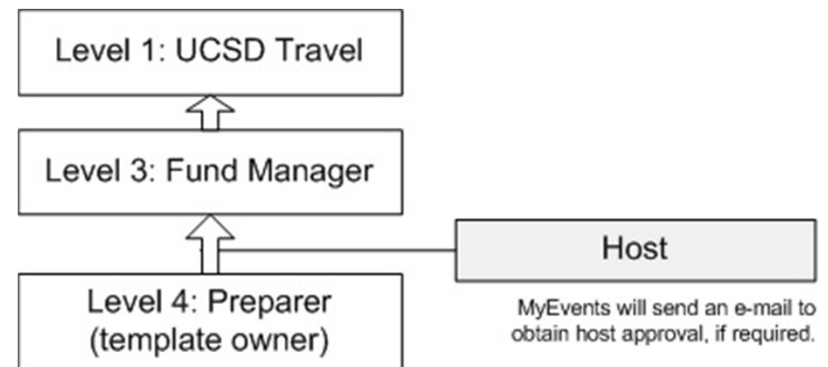 Level 1: UCSD Travel
Level 3: Fund Manager
Host
Level 4: Preparer
(template owner)
MyEvents will send an e-mail to
obtain host approval, if required.